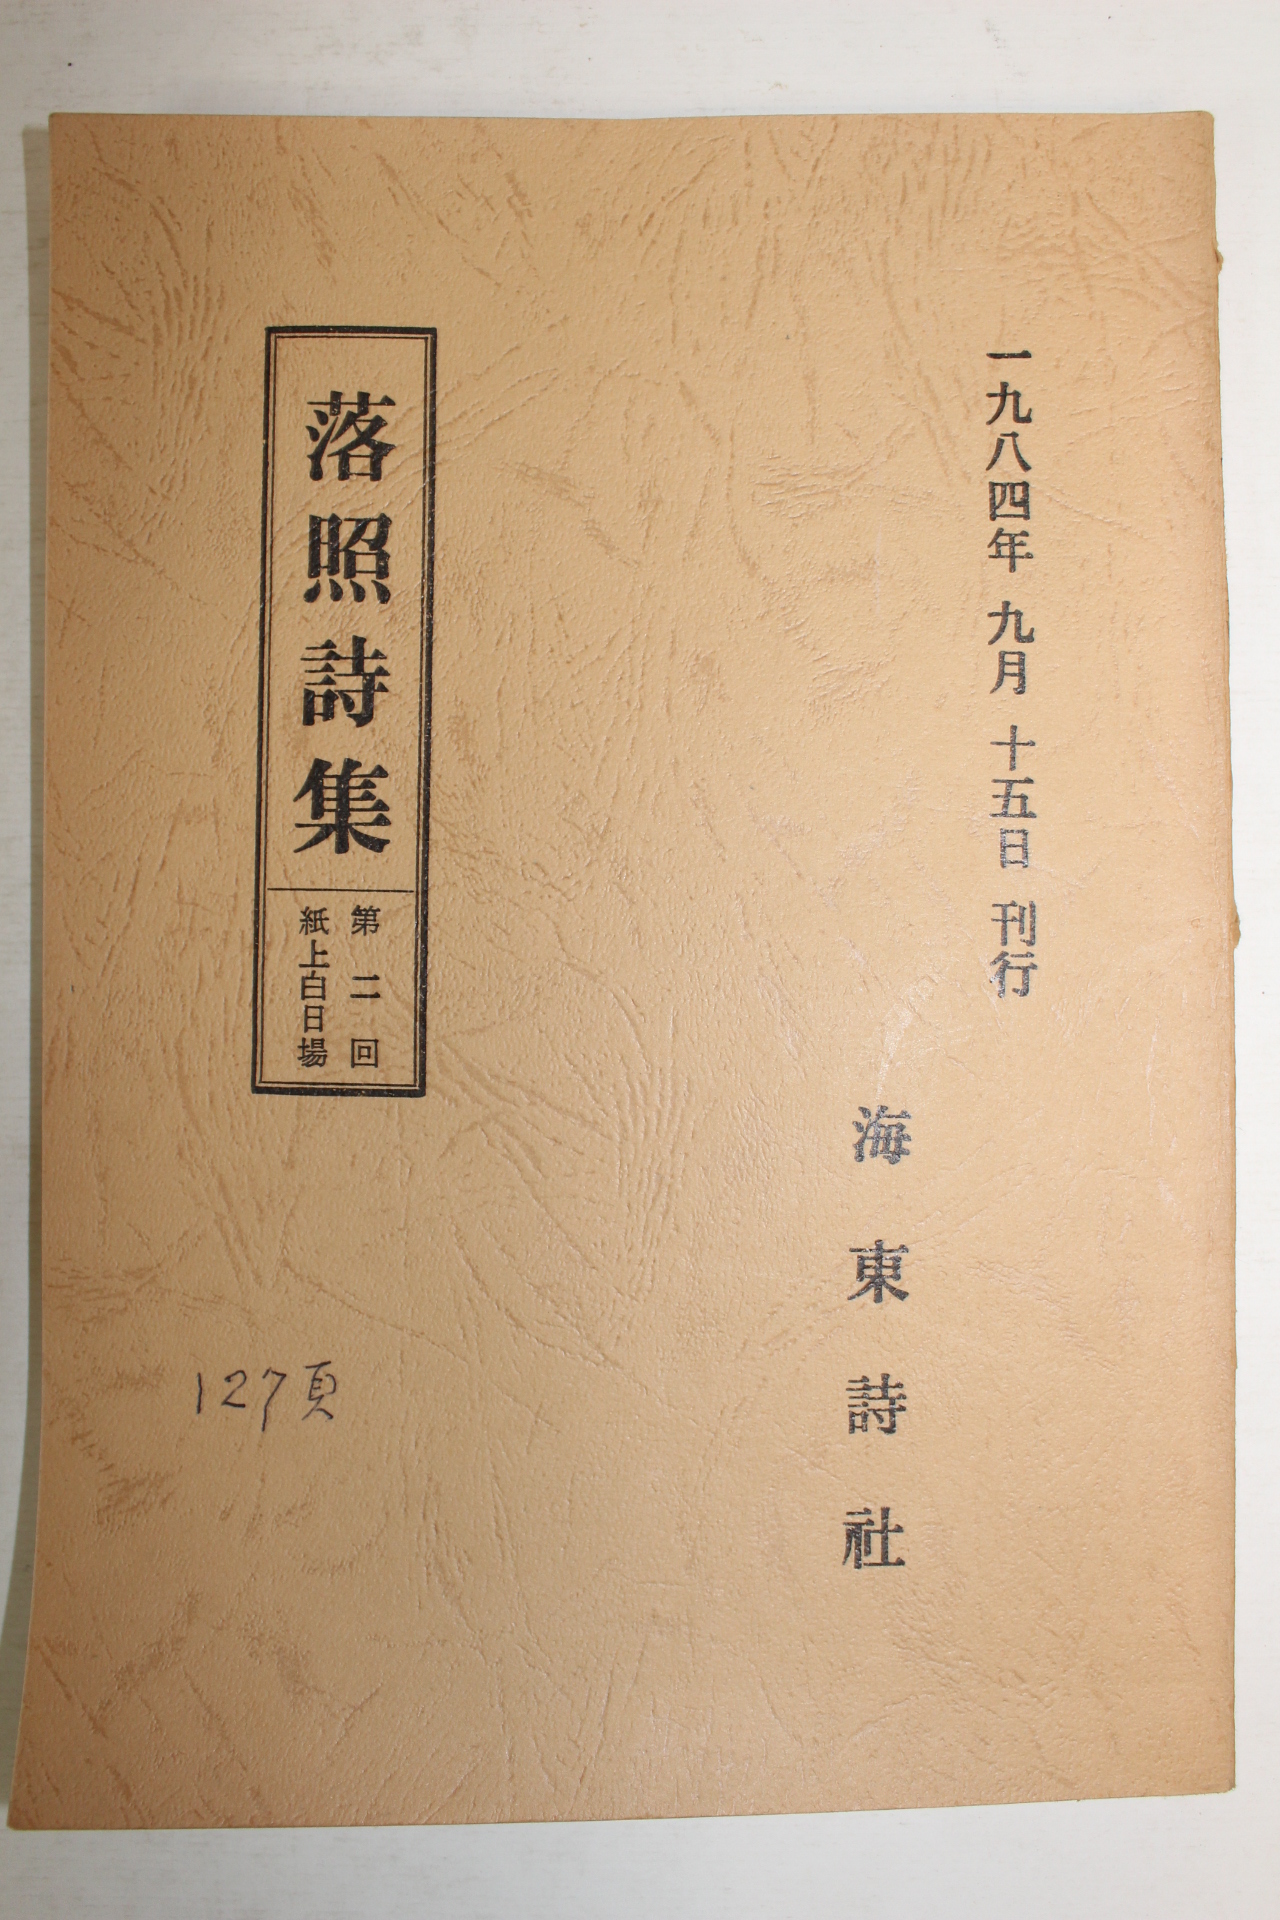 一九八四年 九月 十五日 刊行
海東詩社
落照詩集
第二回
紙上白日場
127頁